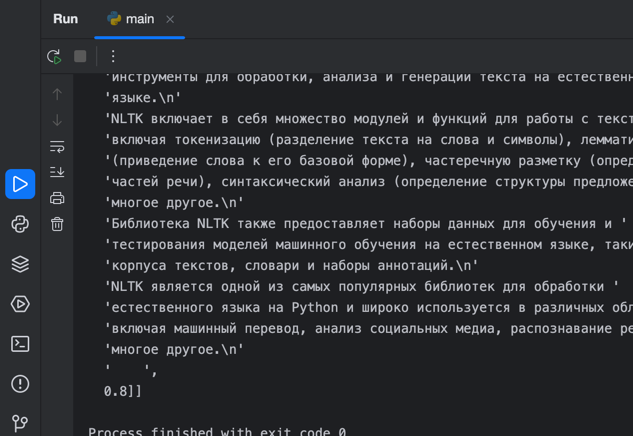 Run
main
'инструменты для обработки, анализа и генерации текста на естественн
'языке.\n'
'NLTK включает в себя множество модулей и функций для работы с текст
'включая токенизацию (разделение текста на слова и символы), леммати
'(приведение слова к его базовой форме), частеречную разметку (опред
'частей речи), синтаксический анализ (определение структуры предложе
'многое другое.\n'
'Библиотека NLTK также предоставляет наборы данных для обучения и '
'тестирования моделей машинного обучения на естественном языке, таки
'корпуса текстов, словари и наборы аннотаций.\n'
'NLTK является одной из самых популярных библиотек для обработки '
'естественного языка на Python и широко используется в различных обл
'включая машинный перевод, анализ социальных медиа, распознавание ре
'многое другое.\n'
'    ',
0.8]]
Process finished with exit code 0